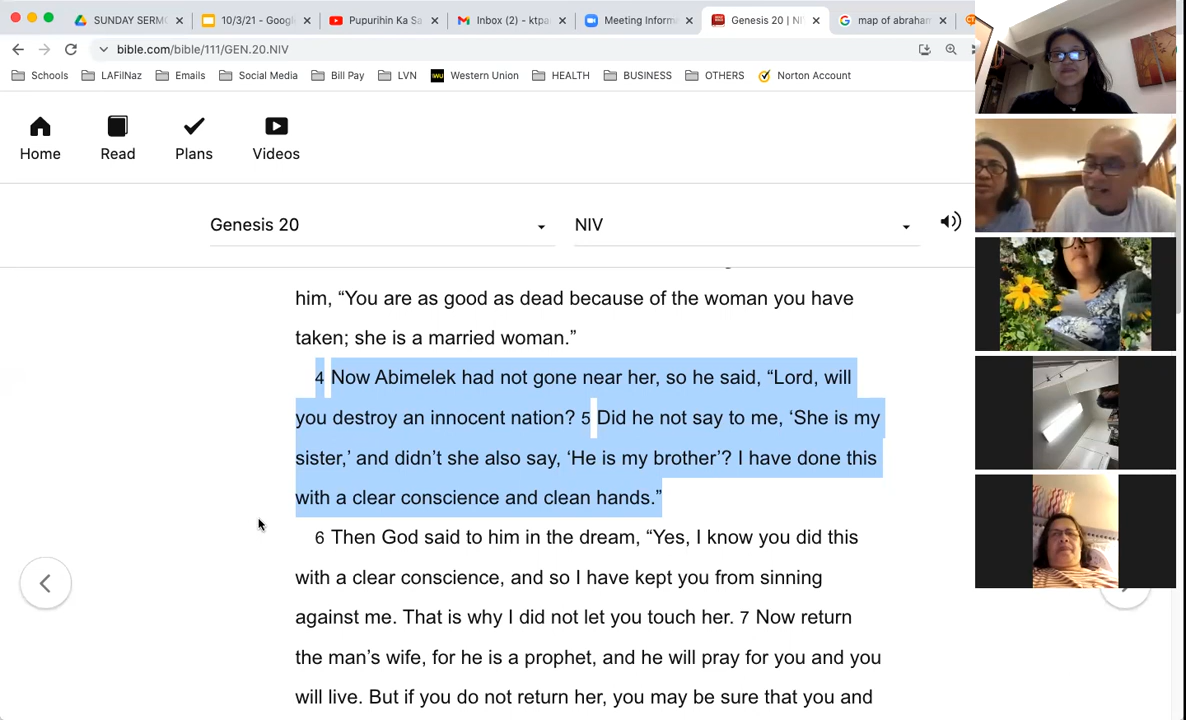 SUNDAY SERM
10/3/21 - Googl
Pupurihin Ka Sa
Inbox (2) - ktpa
Meeting Inform
Genesis 20 | NI
map of abraham
bible.com/bible/111/GEN.20.NIV
Schools LAFilNaz Emails Social Media Bill Pay LVN Western Union HEALTH BUSINESS OTHERS Norton Account
Home Read Plans Videos
Genesis 20 NIV
him, “You are as good as dead because of the woman you have
taken; she is a married woman.”
4 Now Abimelek had not gone near her, so he said, “Lord, will
you destroy an innocent nation? 5 Did he not say to me, ‘She is my
sister,’ and didn’t she also say, ‘He is my brother’? I have done this
with a clear conscience and clean hands.”
6 Then God said to him in the dream, “Yes, I know you did this
with a clear conscience, and so I have kept you from sinning
against me. That is why I did not let you touch her. 7 Now return
the man’s wife, for he is a prophet, and he will pray for you and you
will live. But if you do not return her, you may be sure that you and